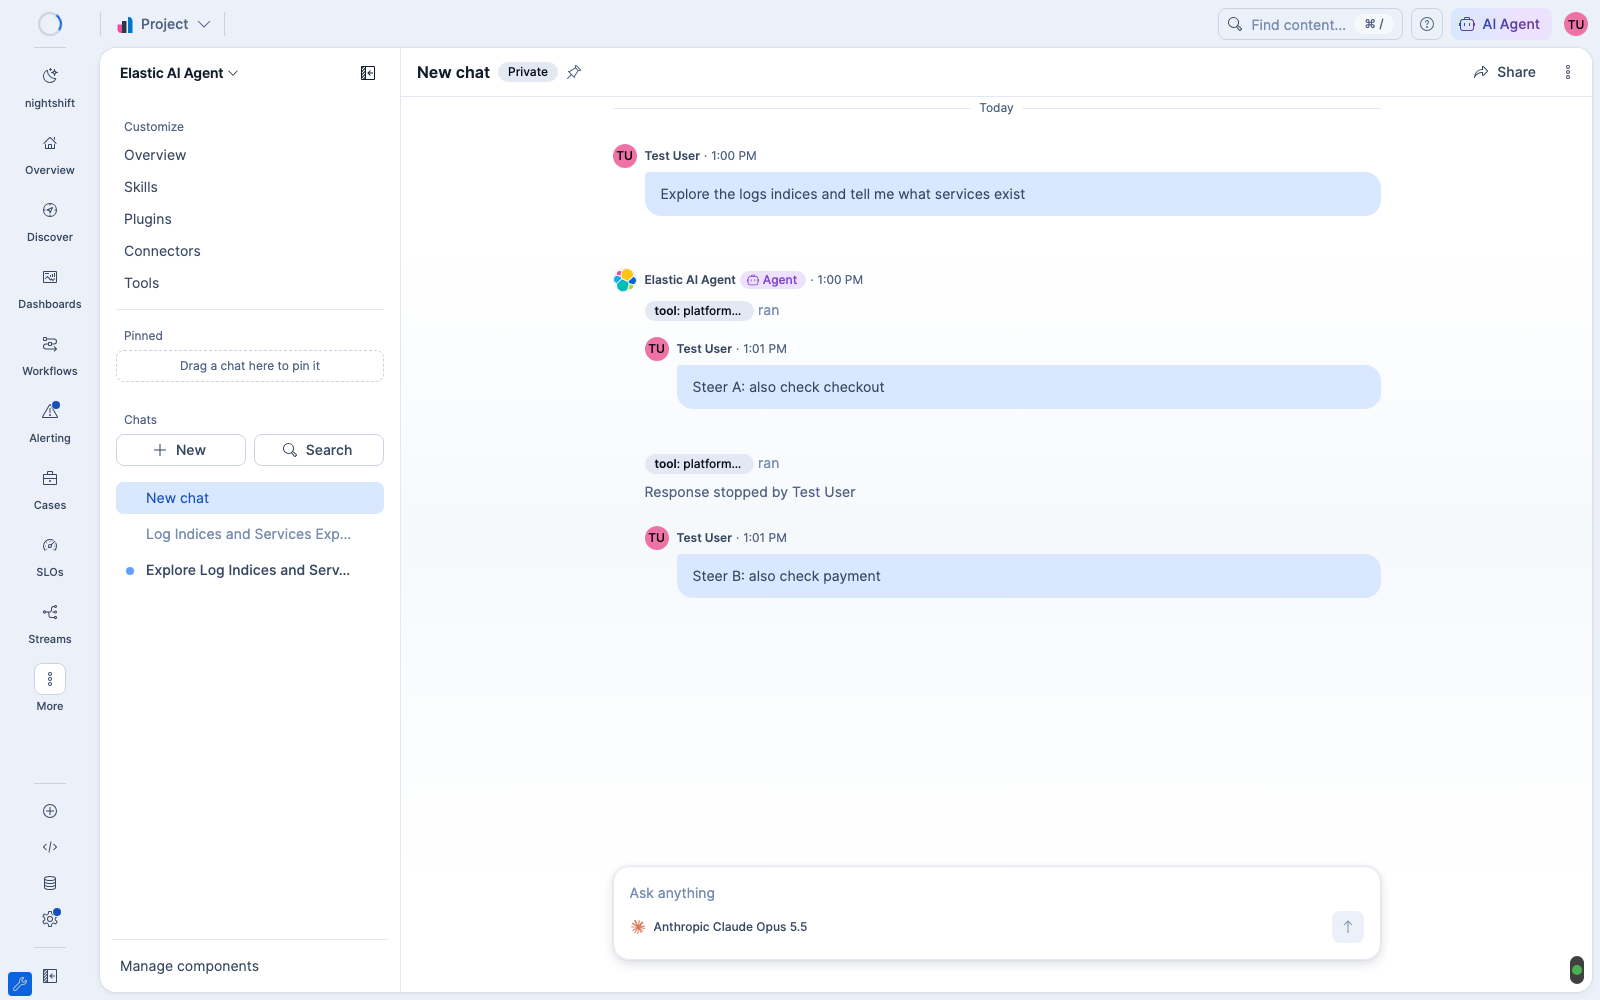 Project
Find content...
⌘ /
AI Agent
TU
nightshift
Overview
Discover
Dashboards
Workflows
Alerting
Cases
SLOs
Streams
More
Elastic AI Agent
Customize
Overview
Skills
Plugins
Connectors
Tools
Pinned
Drag a chat here to pin it
Chats
New
Search
New chat
Log Indices and Services Exp...
Explore Log Indices and Serv...
Manage components
New chat
Private
Share
Today
TU
Test User · 1:00 PM
Explore the logs indices and tell me what services exist
Elastic AI Agent Agent · 1:00 PM
tool: platform... ran
TU
Test User · 1:01 PM
Steer A: also check checkout
tool: platform... ran
Response stopped by Test User
TU
Test User · 1:01 PM
Steer B: also check payment
Ask anything
Anthropic Claude Opus 5.5